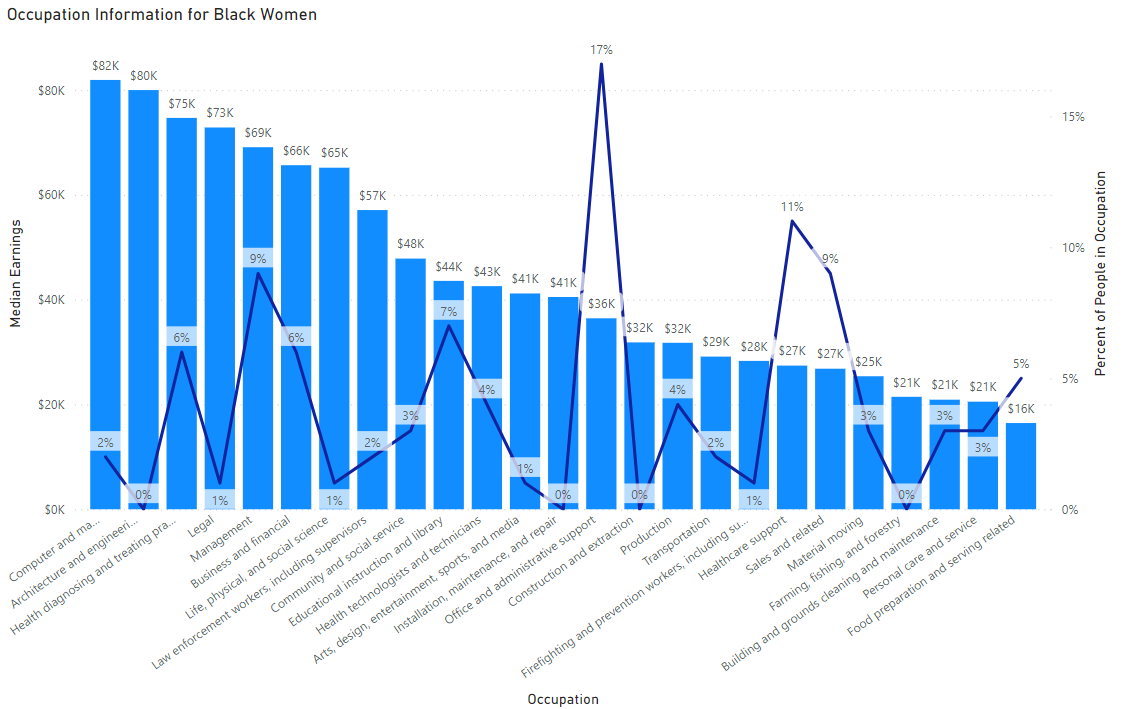 Occupation Information for Black Women
Median Earnings
$80K
$60K
$40K
$20K
$0K
$82K
$80K
$75K
$73K
$69K
$66K
$65K
$57K
$48K
$44K
$43K
$41K
$41K
$36K
$32K
$32K
$29K
$28K
$27K
$27K
$25K
$21K
$21K
$21K
$16K
2%
0%
6%
1%
9%
6%
1%
2%
3%
7%
4%
1%
0%
17%
0%
4%
2%
1%
11%
9%
3%
0%
3%
3%
5%
15%
10%
5%
0%
Percent of People in Occupation
Computer and ma...
Architecture and engineeri...
Health diagnosing and treating pra...
Legal
Management
Business and financial
Life, physical, and social science
Law enforcement workers, including supervisors
Community and social service
Educational instruction and library
Health technologists and technicians
Arts, design, entertainment, sports, and media
Installation, maintenance, and repair
Office and administrative support
Construction and extraction
Production
Transportation
Firefighting and prevention workers, including su...
Healthcare support
Sales and related
Material moving
Farming, fishing, and forestry
Building and grounds cleaning and maintenance
Personal care and service
Food preparation and serving related
Occupation